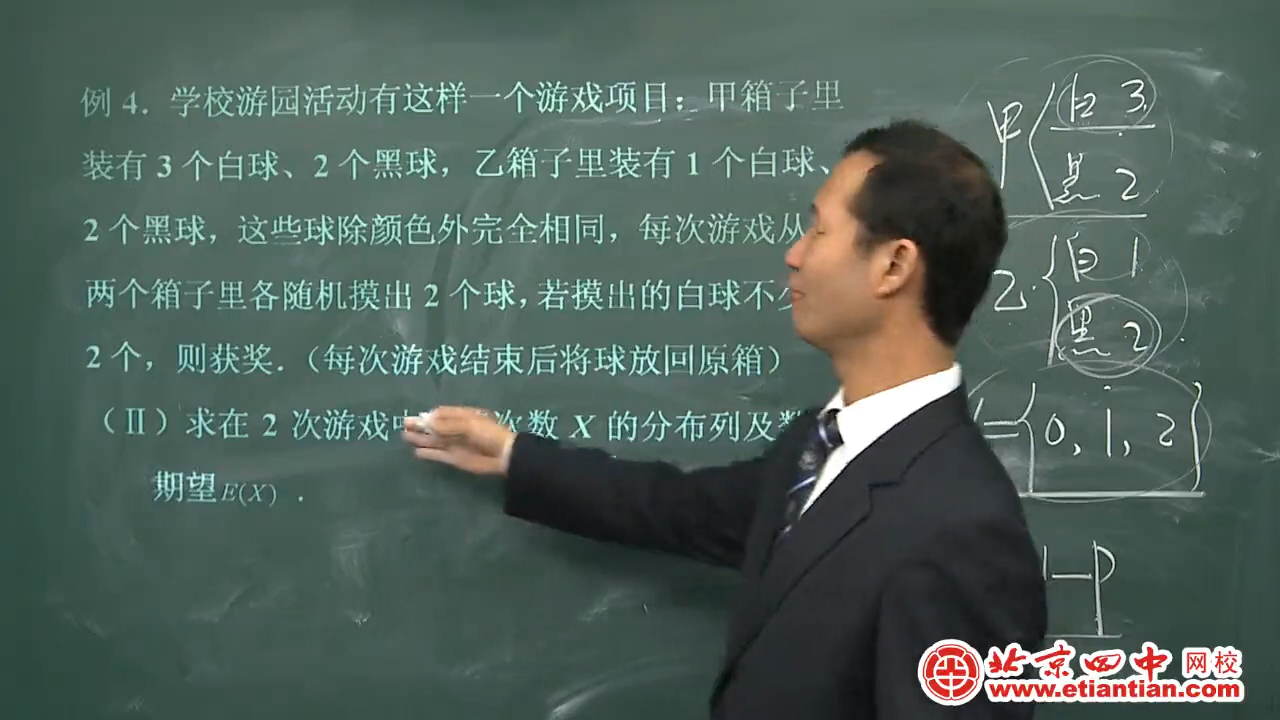 例 4. 学校游园活动有这样一个游戏项目：甲箱子里
装有 3 个白球、2 个黑球，乙箱子里装有 1 个白球、
2 个黑球，这些球除颜色外完全相同，每次游戏从
两个箱子里各随机摸出 2 个球，若摸出的白球不
2 个，则获奖．（每次游戏结束后将球放回原箱）
（Ⅱ）求在 2 次游戏 次数 X 的分布列及
期望E(X) ．
甲 白 3
黑 2
乙 白 1
黑 2
0, 1, 2
1-P
北京四中网校
www.etiantian.com